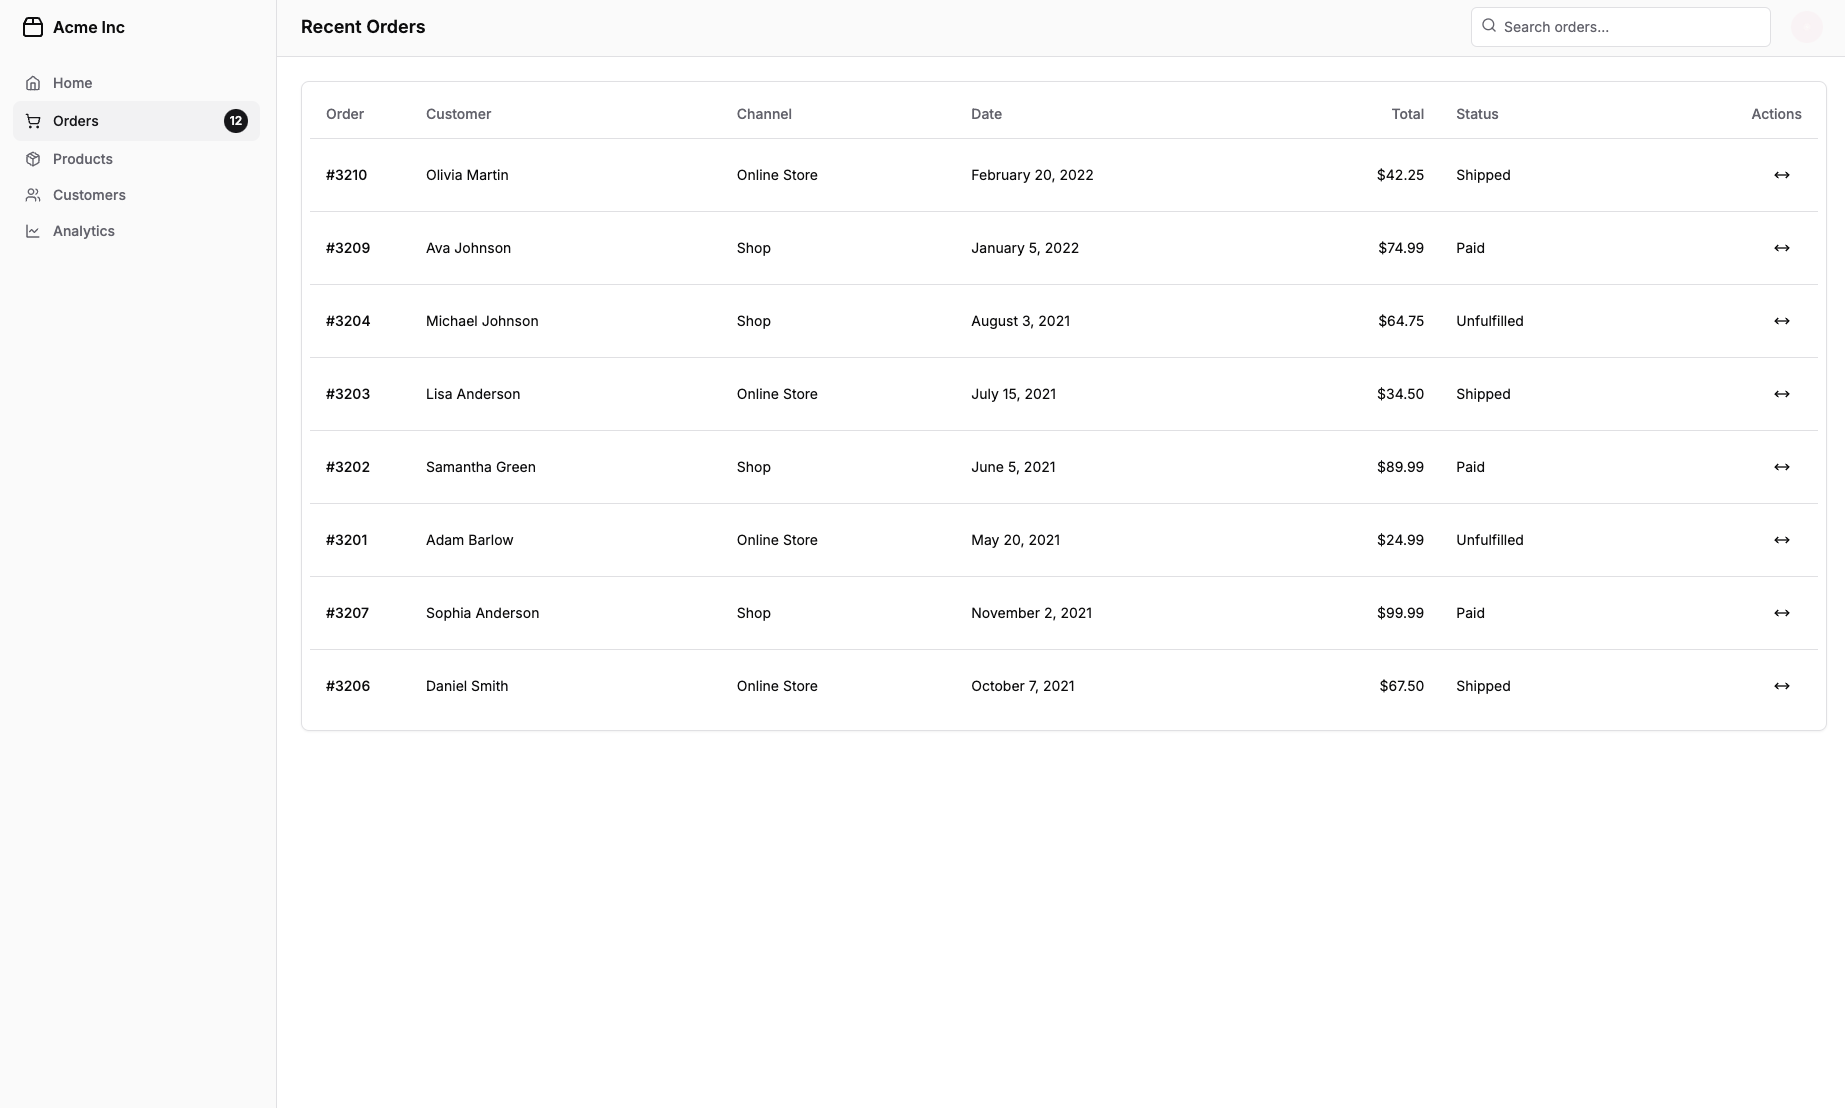 Acme Inc
Home
Orders 12
Products
Customers
Analytics
Recent Orders
Search orders...
Order Customer Channel Date Total Status Actions
#3210 Olivia Martin Online Store February 20, 2022 $42.25 Shipped
#3209 Ava Johnson Shop January 5, 2022 $74.99 Paid
#3204 Michael Johnson Shop August 3, 2021 $64.75 Unfulfilled
#3203 Lisa Anderson Online Store July 15, 2021 $34.50 Shipped
#3202 Samantha Green Shop June 5, 2021 $89.99 Paid
#3201 Adam Barlow Online Store May 20, 2021 $24.99 Unfulfilled
#3207 Sophia Anderson Shop November 2, 2021 $99.99 Paid
#3206 Daniel Smith Online Store October 7, 2021 $67.50 Shipped